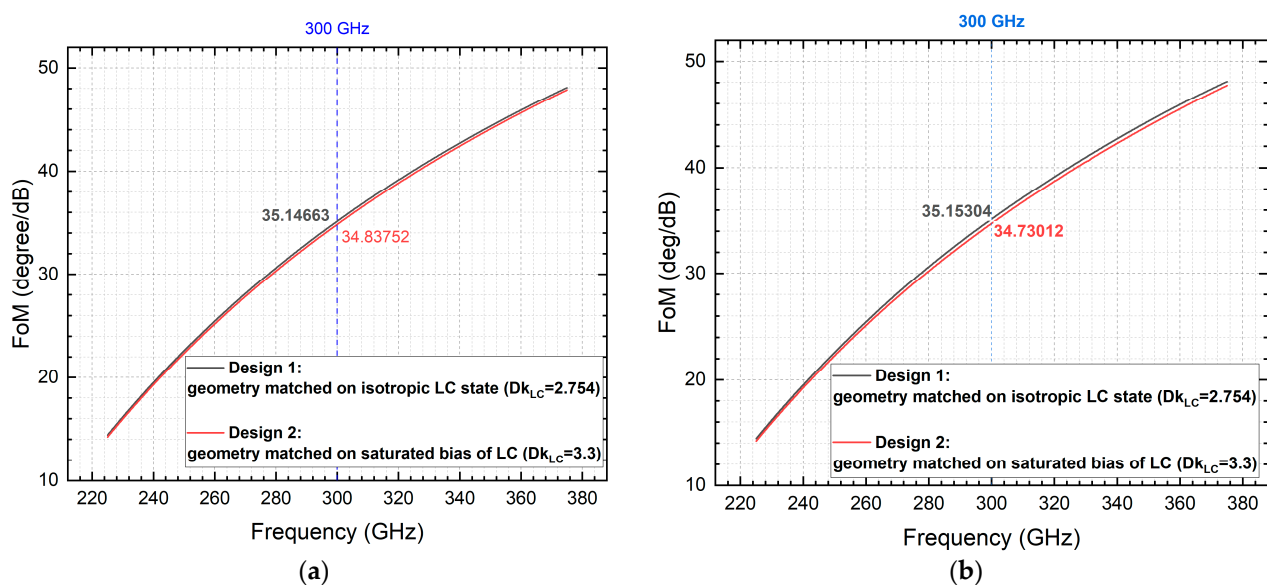 300 GHz
50
40
30
20
10
FoM (degree/dB)
35.14663
34.83752
Design 1:
geometry matched on isotropic LC state (DkLC=2.754)
Design 2:
geometry matched on saturated bias of LC (DkLC=3.3)
220 240 260 280 300 320 340 360 380
Frequency (GHz)
(a)
300 GHz
50
40
30
20
10
FoM (deg/dB)
35.15304
34.73012
Design 1:
geometry matched on isotropic LC state (DkLC=2.754)
Design 2:
geometry matched on saturated bias of LC (DkLC=3.3)
220 240 260 280 300 320 340 360 380
Frequency (GHz)
(b)